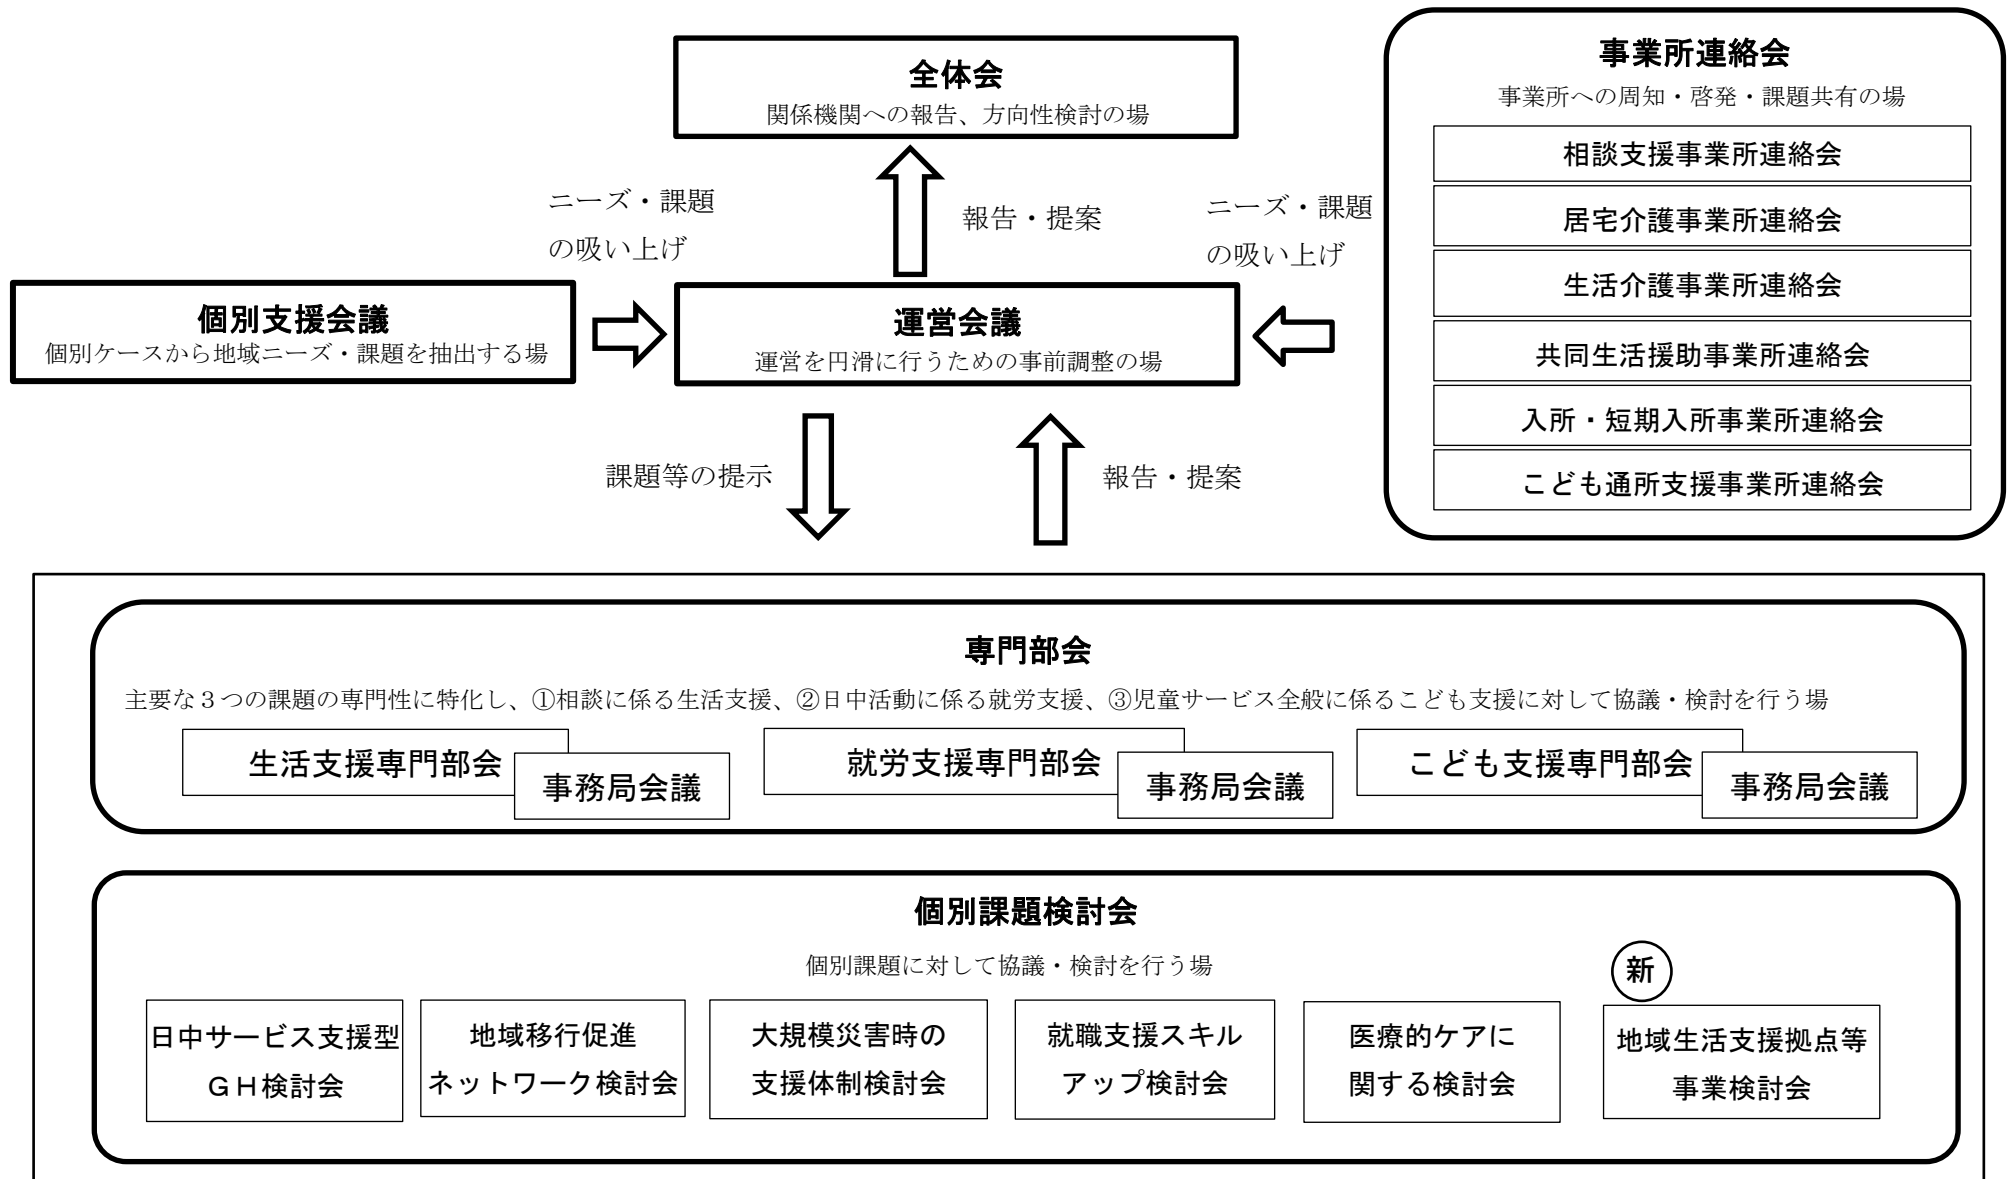 全体会
関係機関への報告、方向性検討の場
事業所連絡会
事業所への周知・啓発・課題共有の場
相談支援事業所連絡会
居宅介護事業所連絡会
生活介護事業所連絡会
共同生活援助事業所連絡会
入所・短期入所事業所連絡会
こども通所支援事業所連絡会
ニーズ・課題
の吸い上げ
報告・提案
ニーズ・課題
の吸い上げ
個別支援会議
個別ケースから地域ニーズ・課題を抽出する場
運営会議
運営を円滑に行うための事前調整の場
課題等の提示
報告・提案
専門部会
主要な３つの課題の専門性に特化し、①相談に係る生活支援、②日中活動に係る就労支援、③児童サービス全般に係るこども支援に対して協議・検討を行う場
生活支援専門部会
事務局会議
就労支援専門部会
事務局会議
こども支援専門部会
事務局会議
個別課題検討会
個別課題に対して協議・検討を行う場
新
日中サービス支援型
ＧＨ検討会
地域移行促進
ネットワーク検討会
大規模災害時の
支援体制検討会
就職支援スキル
アップ検討会
医療的ケアに
関する検討会
地域生活支援拠点等
事業検討会